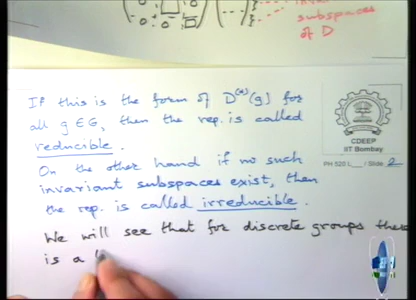 invariant
subspaces
of D
If this is the form of D^(R)(g) for
all g ∈ G, then the rep. is called
reducible.
On the other hand if no such
invariant subspaces exist, then
the rep. is called irreducible.
We will see that for discrete groups there
is a
CDEEP
IIT Bombay
PH 520 L___/ Slide 2